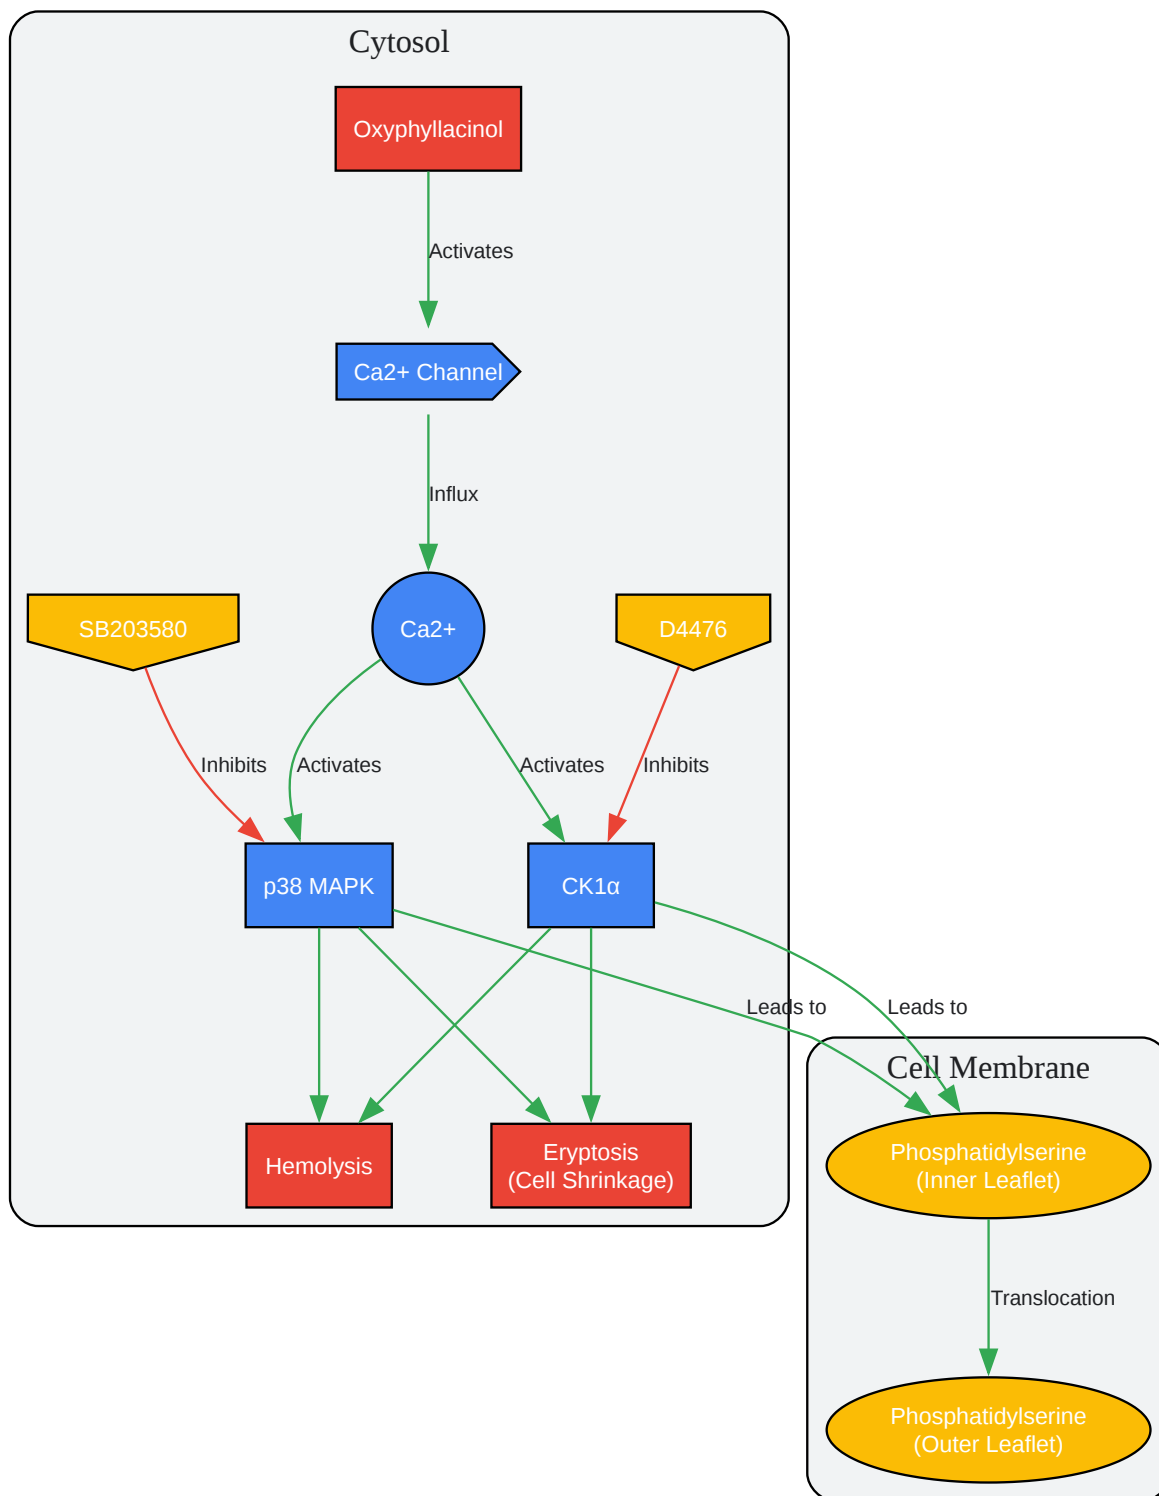 Cytosol
Oxyphyllacinol
Activates
Ca2+ Channel
Influx
SB203580
Ca2+
D4476
Inhibits
Activates
Activates
Inhibits
p38 MAPK
CK1α
Leads to
Leads to
Cell Membrane
Hemolysis
Eryptosis
(Cell Shrinkage)
Phosphatidylserine
(Inner Leaflet)
Translocation
Phosphatidylserine
(Outer Leaflet)